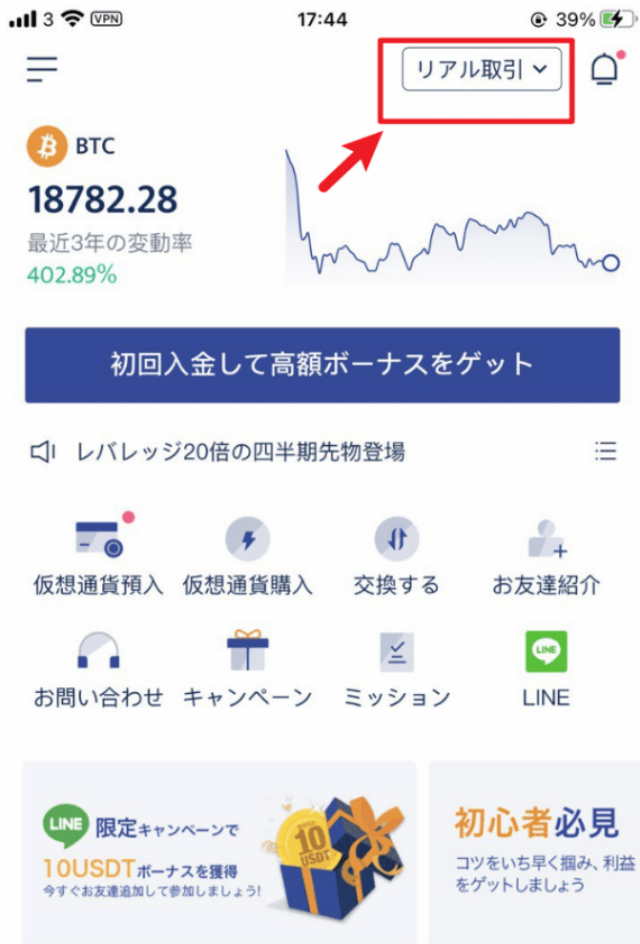 3 VPN 17:44 39%
リアル取引
BTC
18782.28
最近3年の変動率
402.89%
初回入金して高額ボーナスをゲット
レバレッジ20倍の四半期先物登場
仮想通貨預入 仮想通貨購入 交換する お友達紹介
お問い合わせ キャンペーン ミッション LINE
LINE 限定キャンペーンで
10USDTボーナスを獲得
今すぐお友達追加して参加しましょう!
10
USDT
初心者必見
コツをいち早く掴み、利益
をゲットしましょう